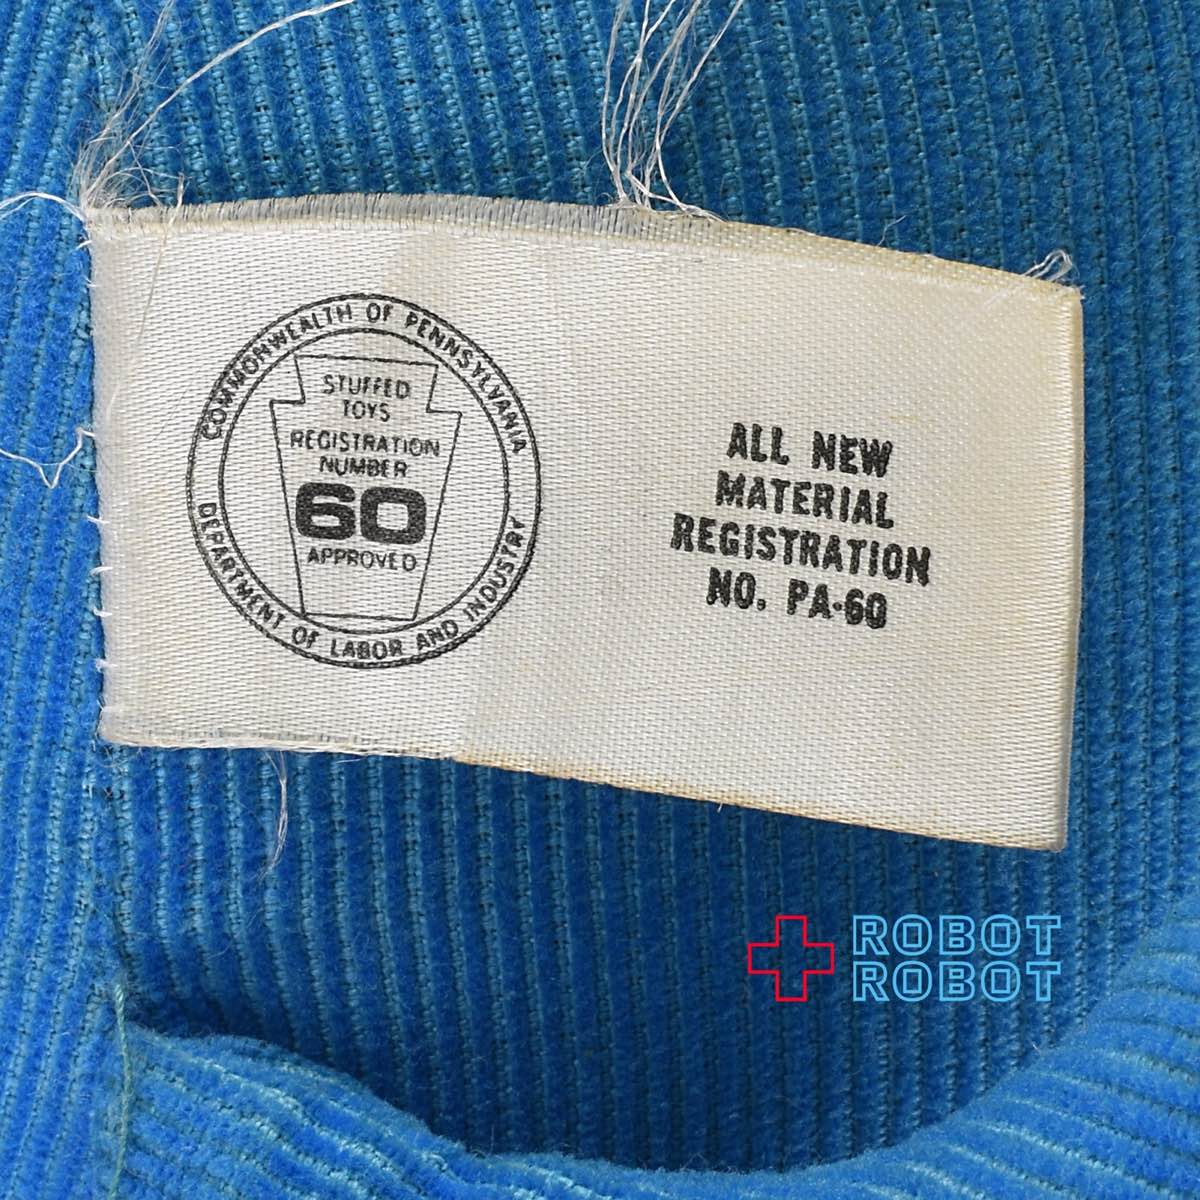 COMMONWEALTH OF PENNSYLVANIA
STUFFED
TOYS
REGISTRATION
NUMBER
60
APPROVED
DEPARTMENT OF LABOR AND INDUSTRY
ALL NEW
MATERIAL
REGISTRATION
NO. PA-60
ROBOT
ROBOT